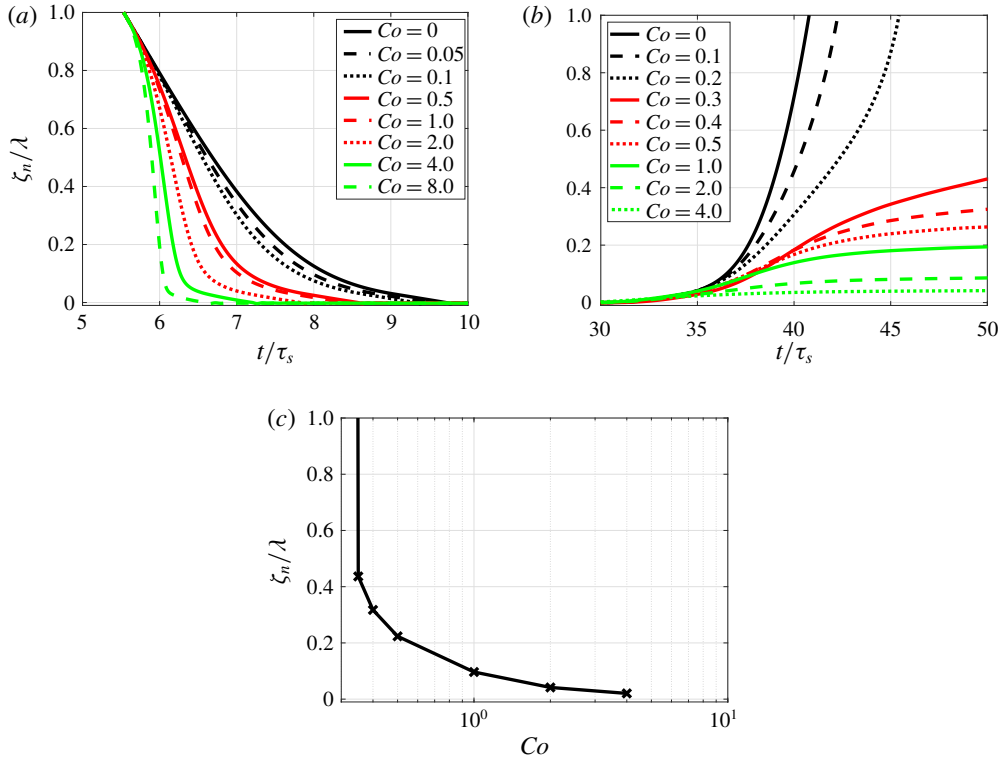 (a)
1.0
0.8
0.6
0.4
0.2
0
ζn/λ
5 6 7 8 9 10
t/τs
Co = 0
Co = 0.05
Co = 0.1
Co = 0.5
Co = 1.0
Co = 2.0
Co = 4.0
Co = 8.0
(b)
1.0
0.8
0.6
0.4
0.2
0
30 35 40 45 50
t/τs
Co = 0
Co = 0.1
Co = 0.2
Co = 0.3
Co = 0.4
Co = 0.5
Co = 1.0
Co = 2.0
Co = 4.0
(c)
1.0
0.8
0.6
0.4
0.2
0
ζn/λ
10⁰ 10¹
Co